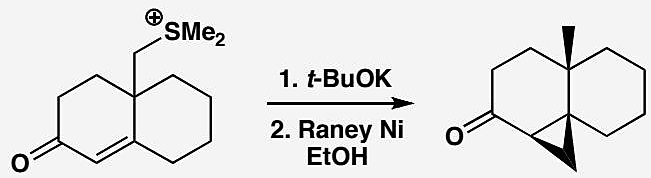 ⊕
SMe2
1. t-BuOK
2. Raney Ni
EtOH
O
O